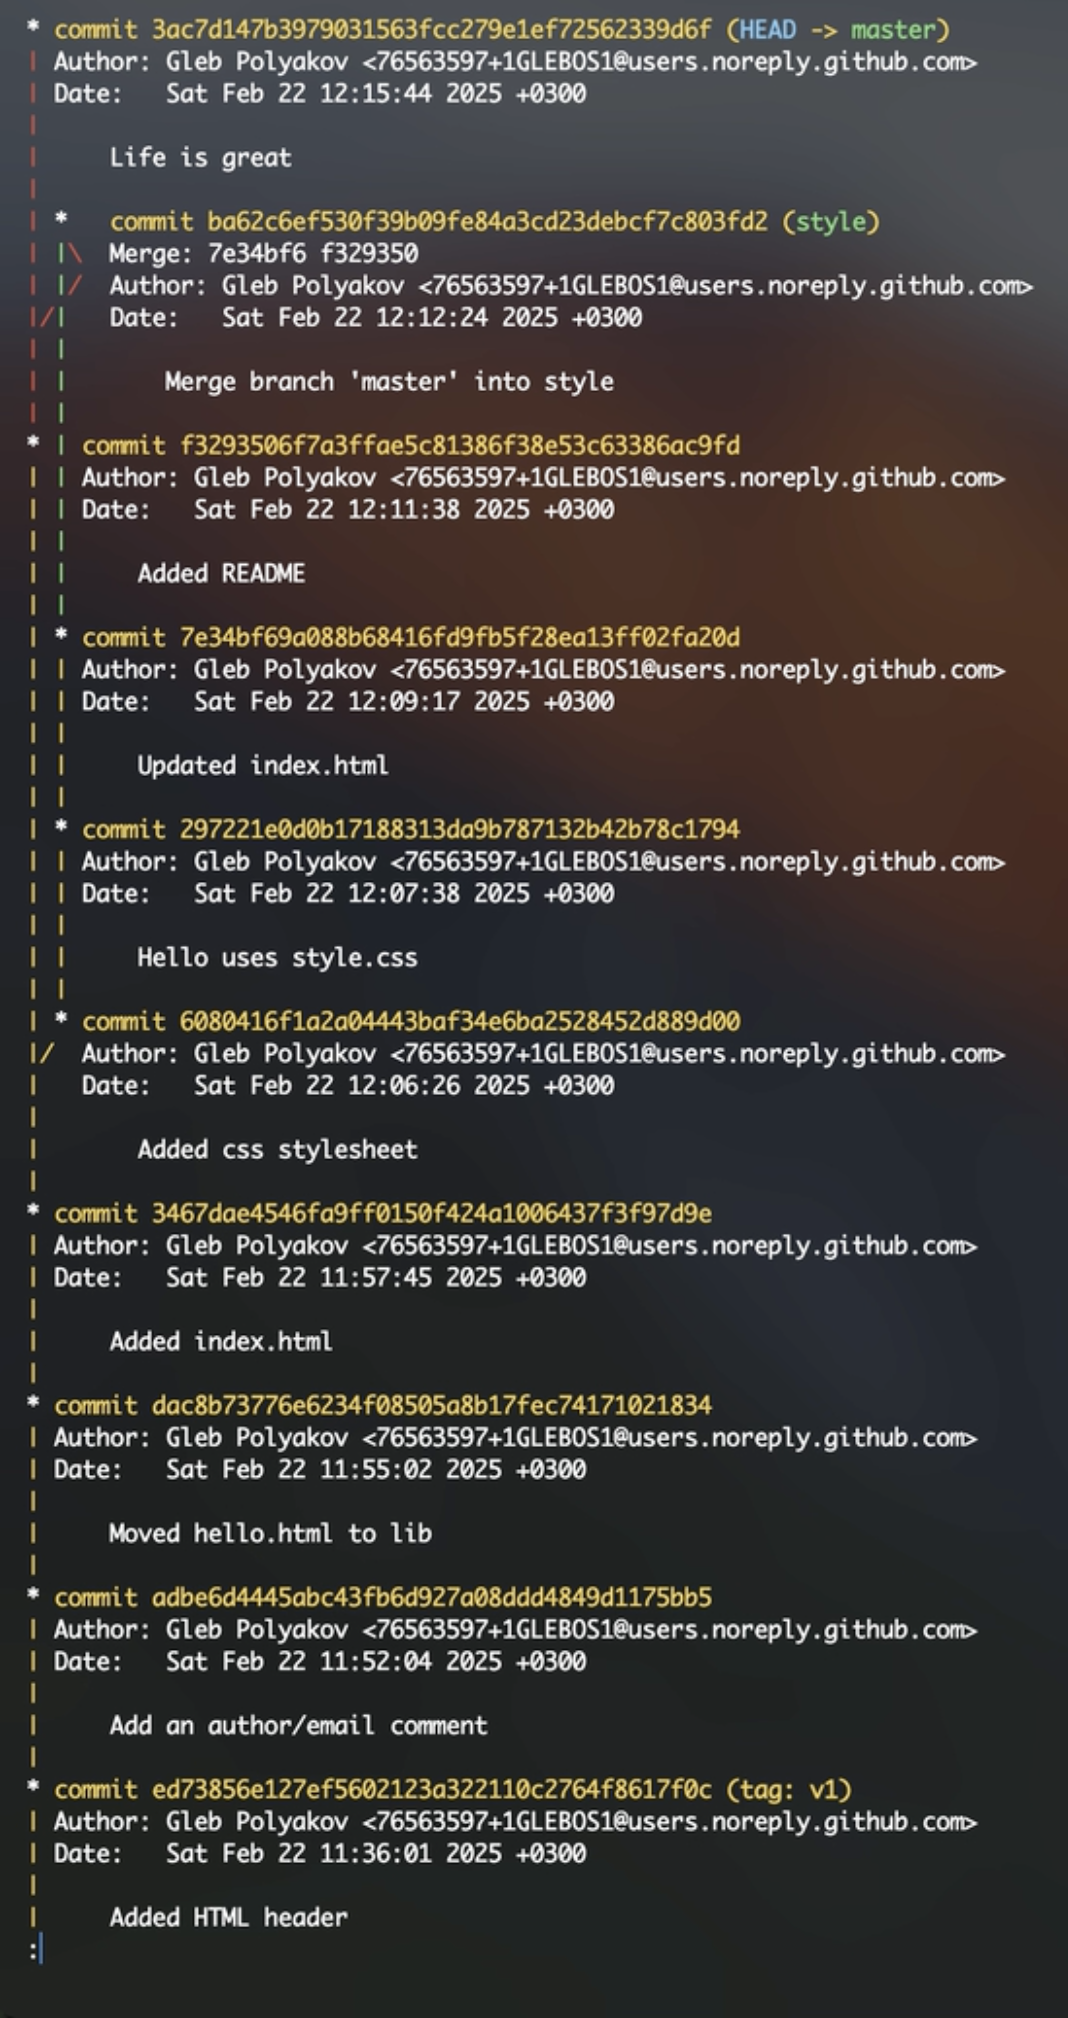 * commit 3ac7d147b3979031563fcc279e1ef72562339d6f (HEAD -> master)
| Author: Gleb Polyakov <76563597+1GLEBOS1@users.noreply.github.com>
| Date:   Sat Feb 22 12:15:44 2025 +0300
|
|     Life is great
|
| *   commit ba62c6ef530f39b09fe84a3cd23debcf7c803fd2 (style)
| |\  Merge: 7e34bf6 f329350
| |/  Author: Gleb Polyakov <76563597+1GLEBOS1@users.noreply.github.com>
|/|   Date:   Sat Feb 22 12:12:24 2025 +0300
| |
| |       Merge branch 'master' into style
| |
* | commit f3293506f7a3ffae5c81386f38e53c63386ac9fd
| | Author: Gleb Polyakov <76563597+1GLEBOS1@users.noreply.github.com>
| | Date:   Sat Feb 22 12:11:38 2025 +0300
| |
| |     Added README
| |
| * commit 7e34bf69a088b68416fd9fb5f28ea13ff02fa20d
| | Author: Gleb Polyakov <76563597+1GLEBOS1@users.noreply.github.com>
| | Date:   Sat Feb 22 12:09:17 2025 +0300
| |
| |     Updated index.html
| |
| * commit 297221e0d0b17188313da9b787132b42b78c1794
| | Author: Gleb Polyakov <76563597+1GLEBOS1@users.noreply.github.com>
| | Date:   Sat Feb 22 12:07:38 2025 +0300
| |
| |     Hello uses style.css
| |
| * commit 6080416f1a2a04443baf34e6ba2528452d889d00
|/  Author: Gleb Polyakov <76563597+1GLEBOS1@users.noreply.github.com>
|   Date:   Sat Feb 22 12:06:26 2025 +0300
|
|       Added css stylesheet
|
* commit 3467dae4546fa9ff0150f424a1006437f3f97d9e
| Author: Gleb Polyakov <76563597+1GLEBOS1@users.noreply.github.com>
| Date:   Sat Feb 22 11:57:45 2025 +0300
|
|     Added index.html
|
* commit dac8b73776e6234f08505a8b17fec74171021834
| Author: Gleb Polyakov <76563597+1GLEBOS1@users.noreply.github.com>
| Date:   Sat Feb 22 11:55:02 2025 +0300
|
|     Moved hello.html to lib
|
* commit adbe6d4445abc43fb6d927a08ddd4849d1175bb5
| Author: Gleb Polyakov <76563597+1GLEBOS1@users.noreply.github.com>
| Date:   Sat Feb 22 11:52:04 2025 +0300
|
|     Add an author/email comment
|
* commit ed73856e127ef5602123a322110c2764f8617f0c (tag: v1)
| Author: Gleb Polyakov <76563597+1GLEBOS1@users.noreply.github.com>
| Date:   Sat Feb 22 11:36:01 2025 +0300
|
|     Added HTML header
: